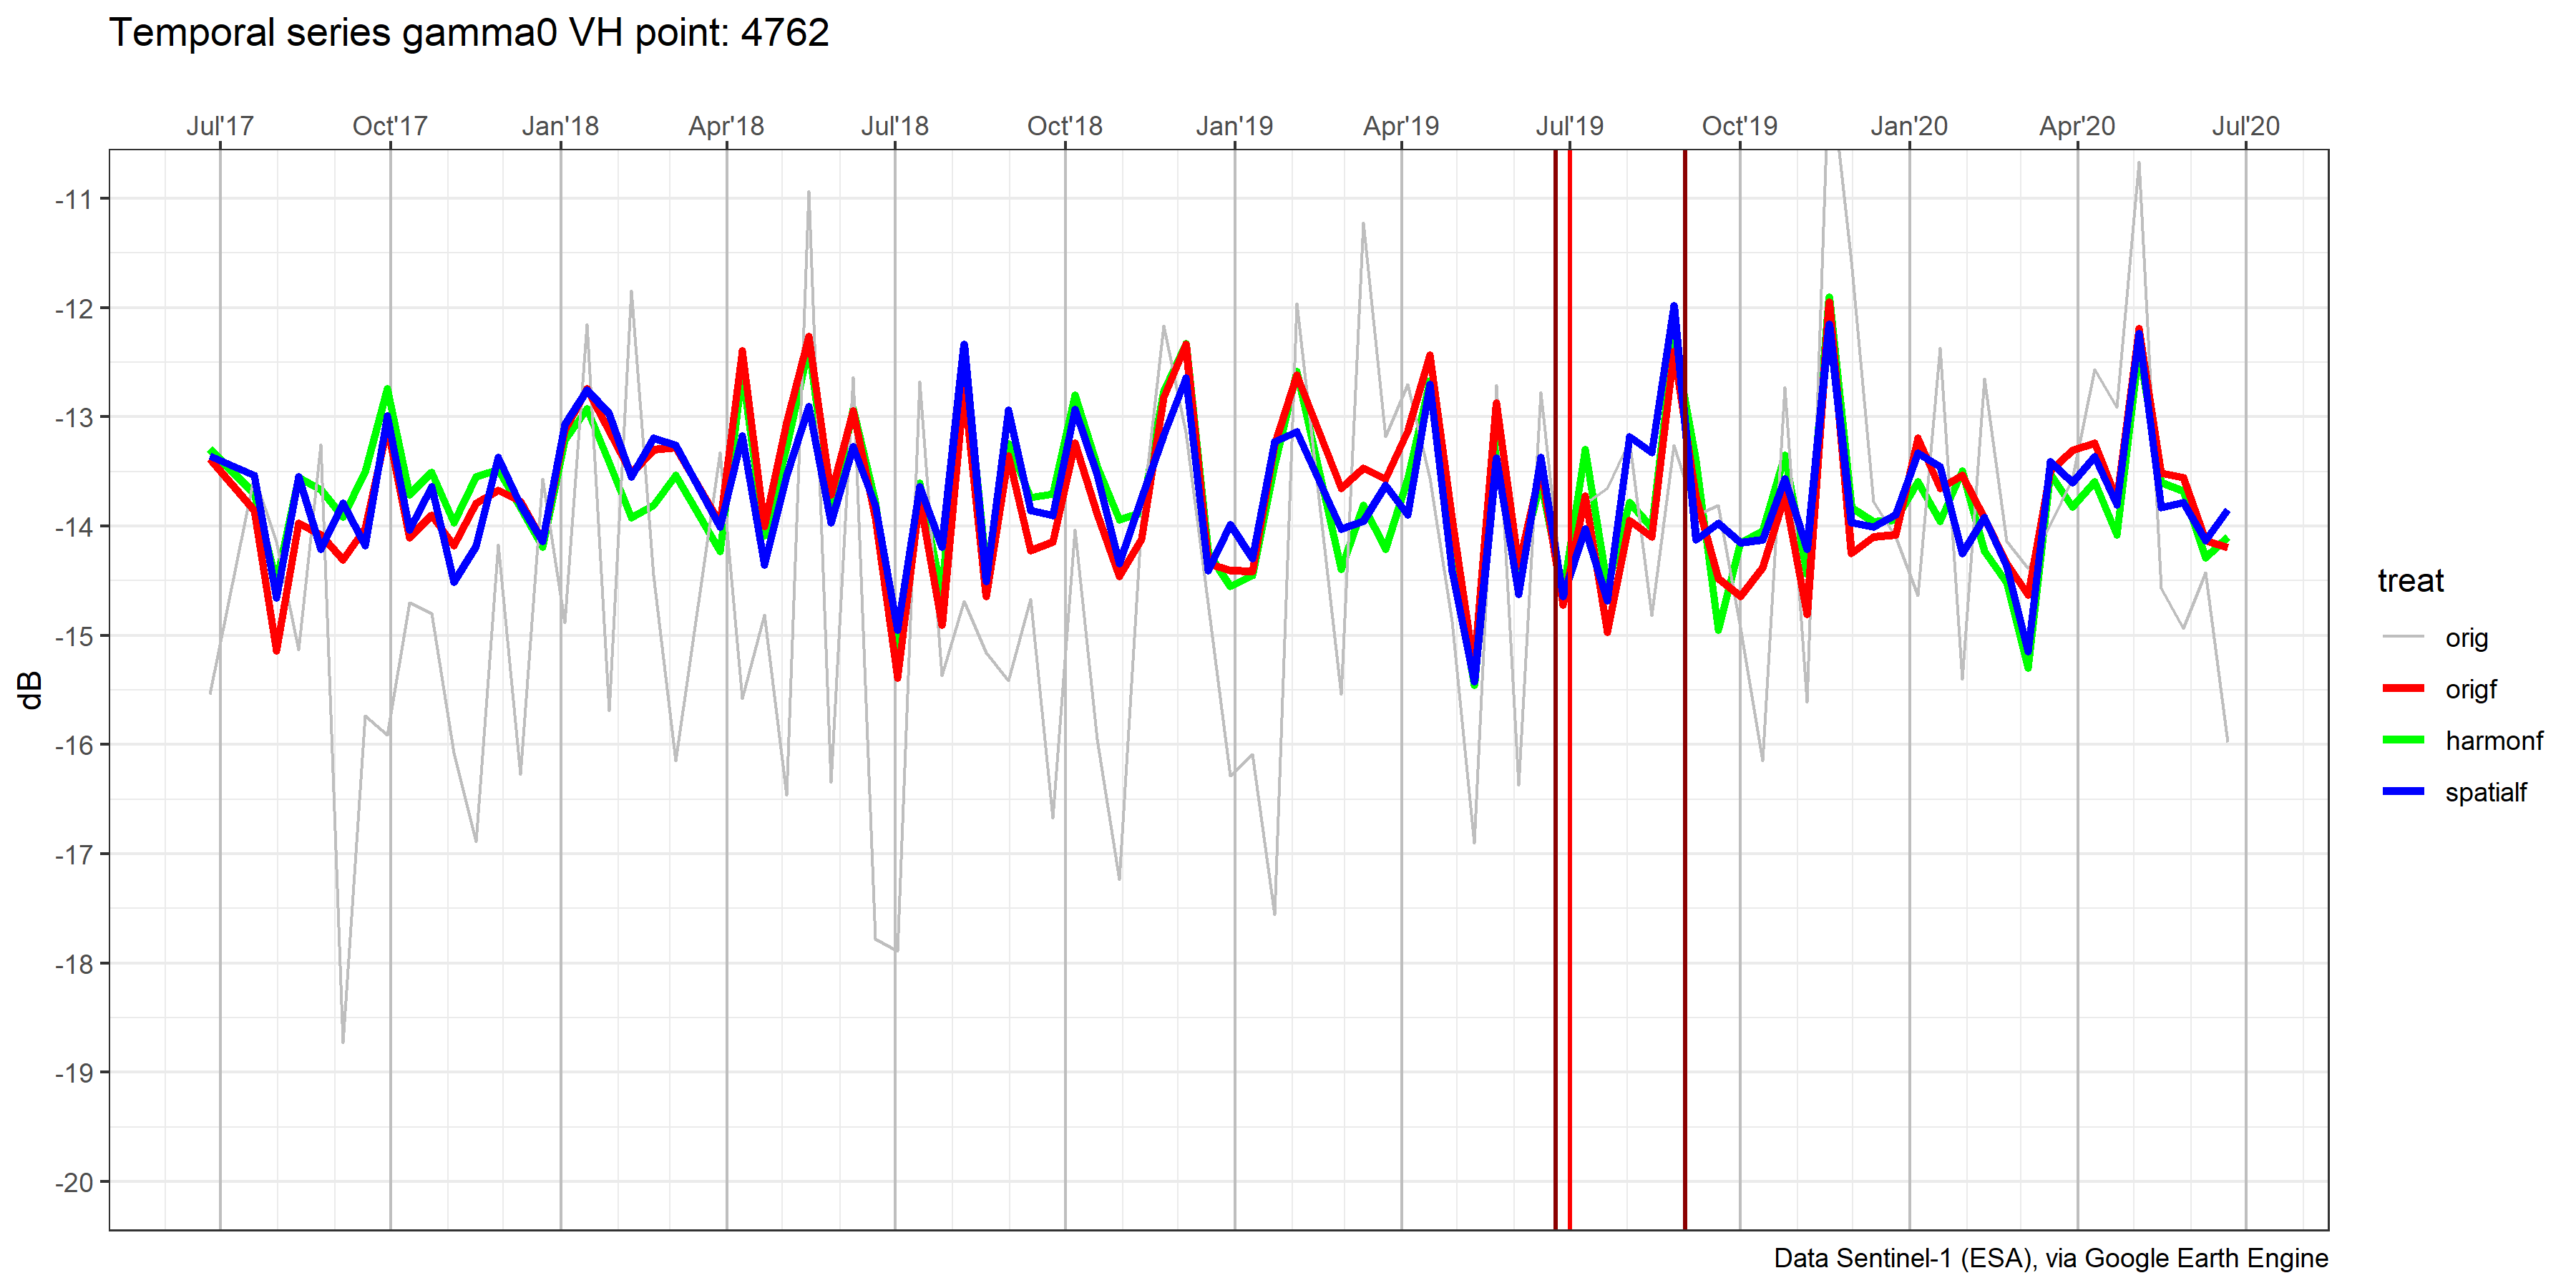 Temporal series gamma0 VH point: 4762
Jul'17 Oct'17 Jan'18 Apr'18 Jul'18 Oct'18 Jan'19 Apr'19 Jul'19 Oct'19 Jan'20 Apr'20 Jul'20
-11
-12
-13
-14
-15
-16
-17
-18
-19
-20
dB
treat
orig
origf
harmonf
spatialf
Data Sentinel-1 (ESA), via Google Earth Engine